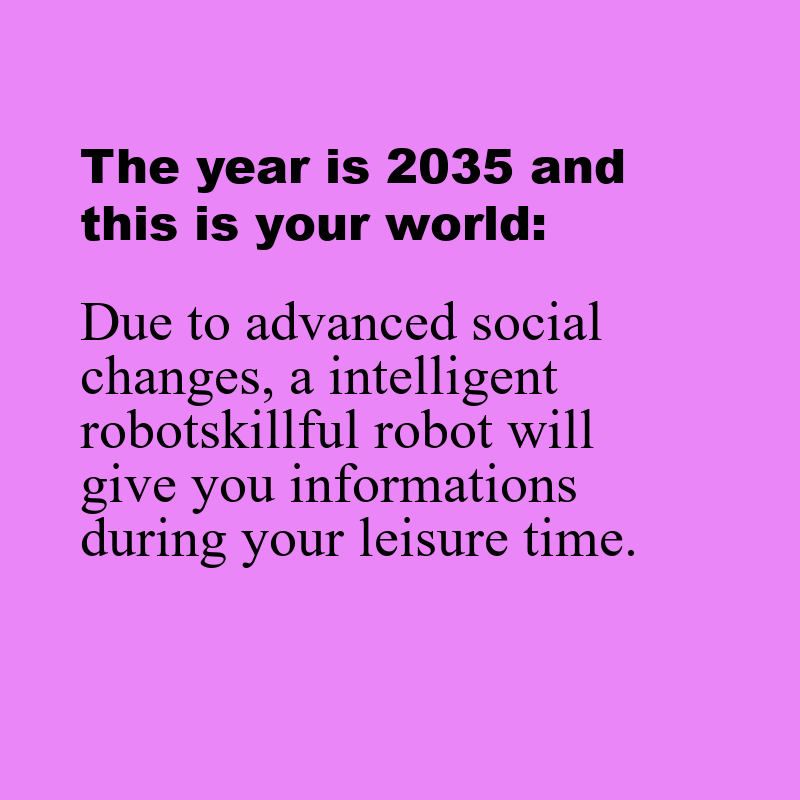 The year is 2035 and
this is your world:
Due to advanced social
changes, a intelligent
robotskillful robot will
give you informations
during your leisure time.